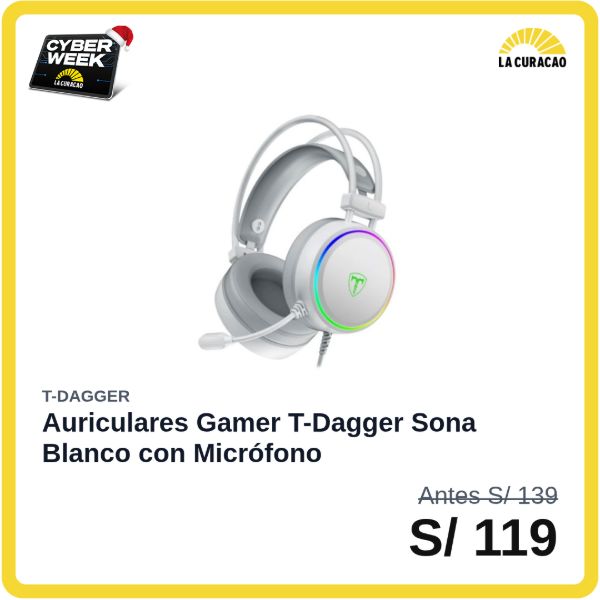 CYBER
WEEK
LA CURACAO
LA CURACAO
T-DAGGER
Auriculares Gamer T-Dagger Sona
Blanco con Micrófono
Antes S/ 139
S/ 119